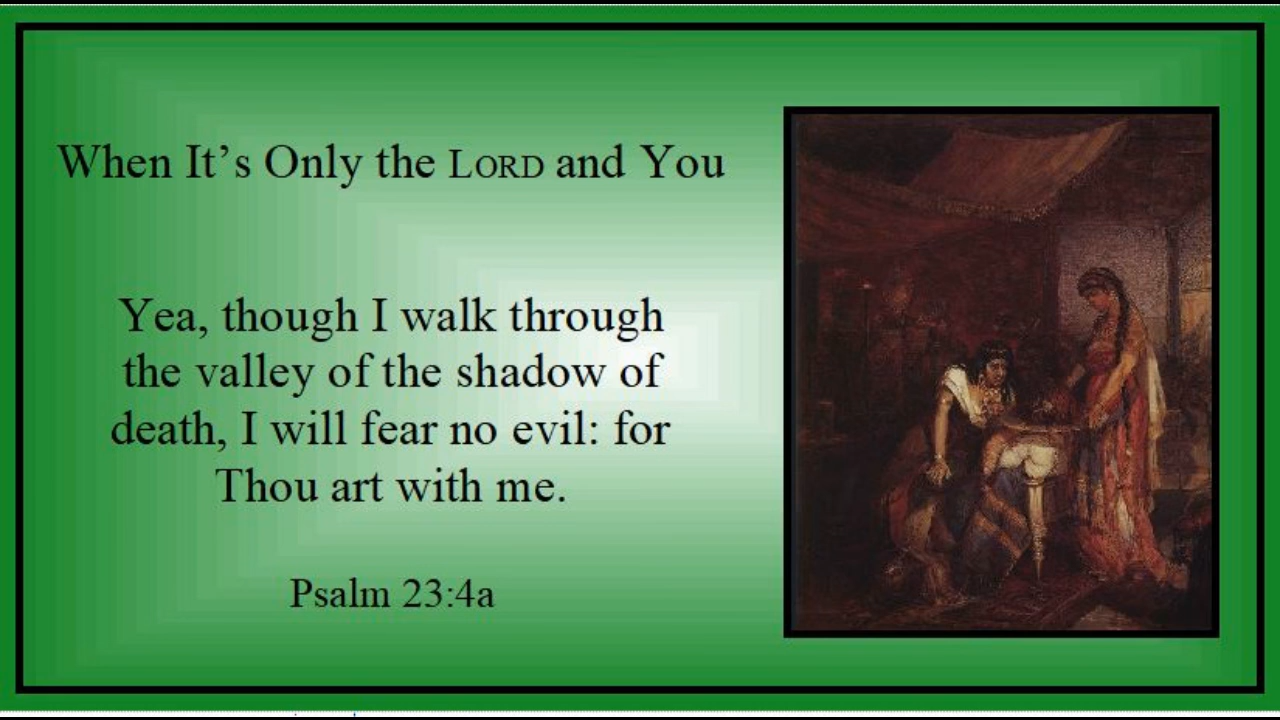 When It’s Only the LORD and You
Yea, though I walk through
the valley of the shadow of
death, I will fear no evil: for
Thou art with me.
Psalm 23:4a